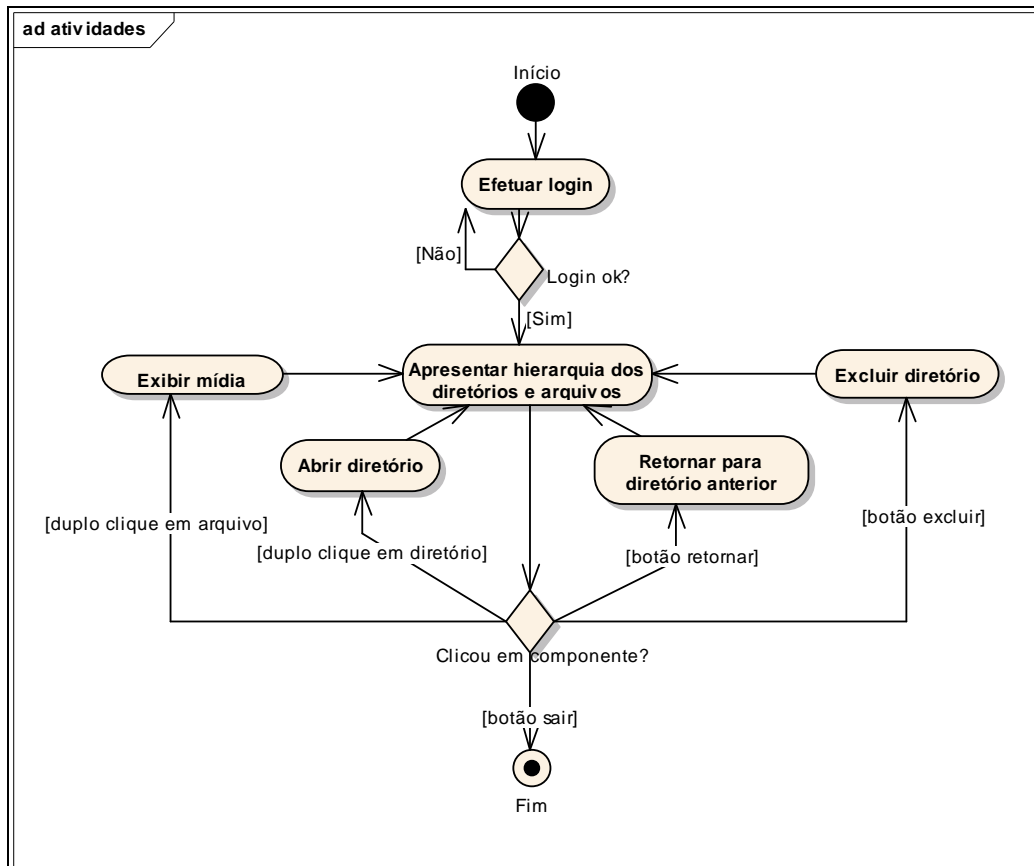 ad atividades
Início
Efetuar login
[Não]
Login ok?
[Sim]
Exibir mídia
Apresentar hierarquia dos
diretórios e arquivos
Excluir diretório
Abrir diretório
Retornar para
diretório anterior
[duplo clique em arquivo]
[duplo clique em diretório]
[botão retornar]
[botão excluir]
Clicou em componente?
[botão sair]
Fim